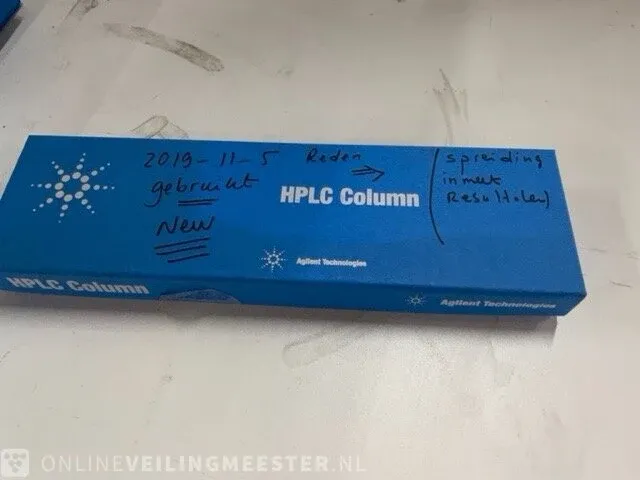 2019-11-5
gebruikt
New
Reden
spreiding
in meet
Resultaten
HPLC Column
Agilent Technologies
HPLC Column
Agilent Technologies
ONLINEVEILINGMEESTER.NL